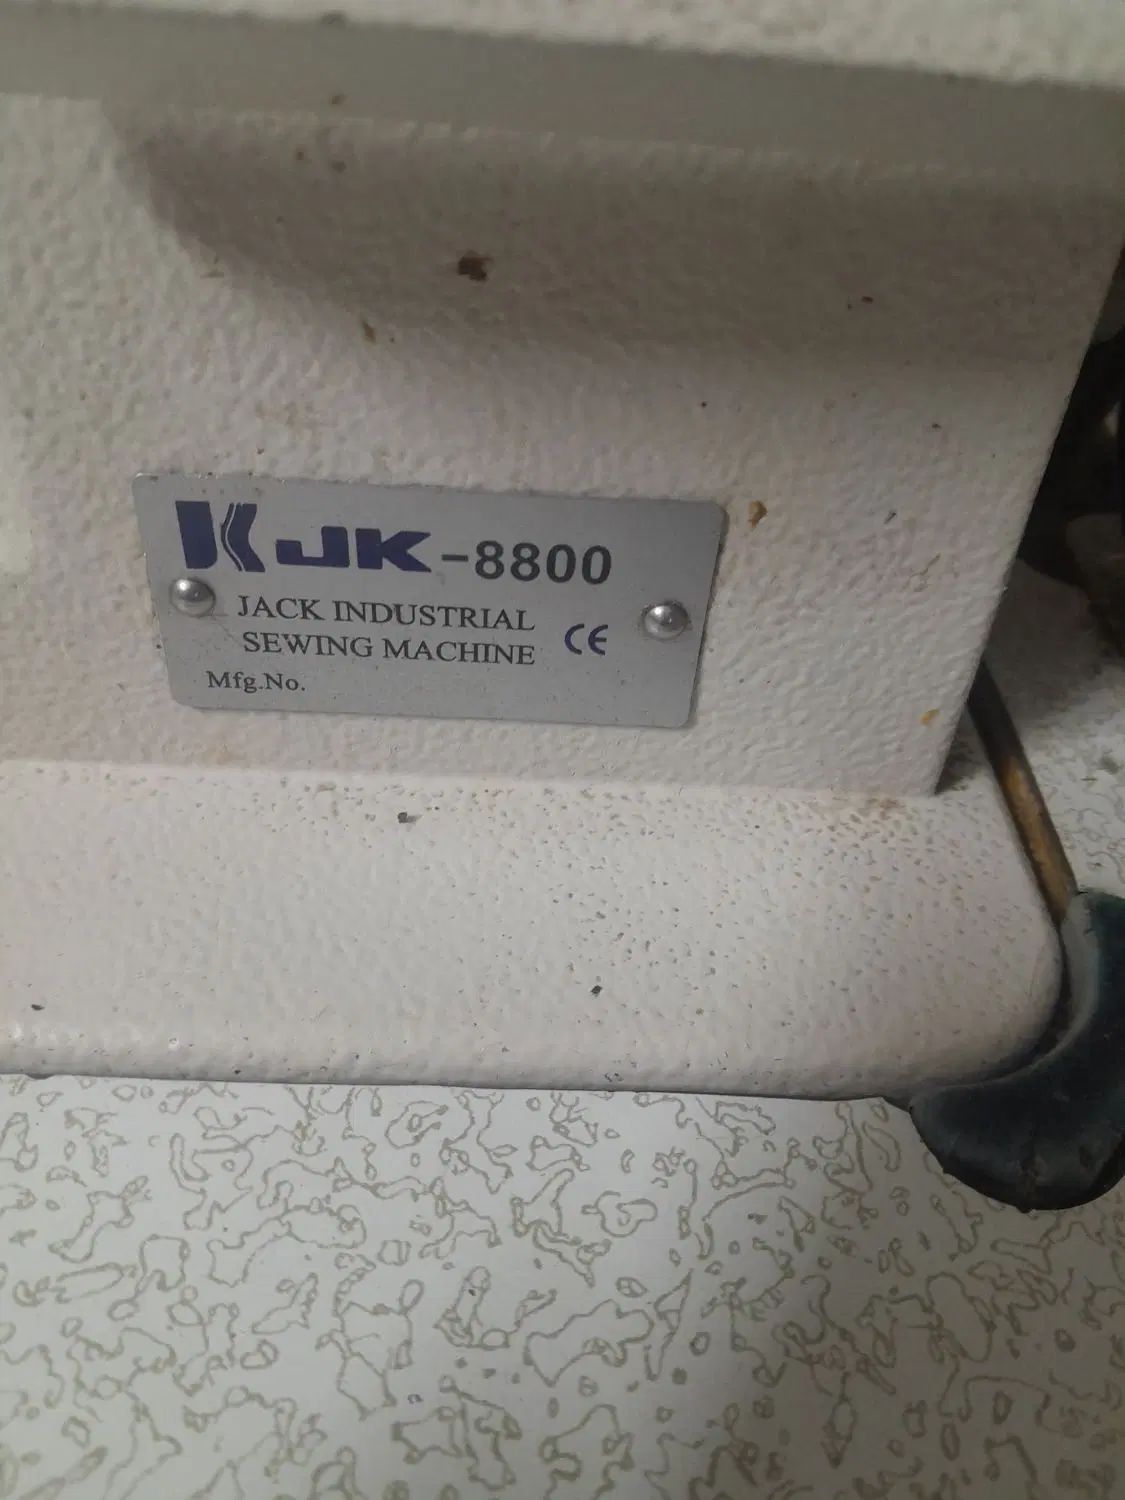 JK-8800
JACK INDUSTRIAL
SEWING MACHINE CE
Mfg.No.